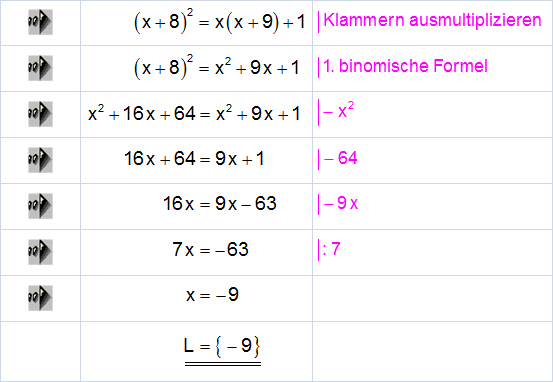 (x+8)² = x(x+9)+1 |Klammern ausmultiplizieren
(x+8)² = x²+9x+1 |1. binomische Formel
x²+16x+64 = x²+9x+1 |− x²
16x+64 = 9x+1 |− 64
16x = 9x−63 |− 9x
7x = −63 |: 7
x = −9
L = {−9}